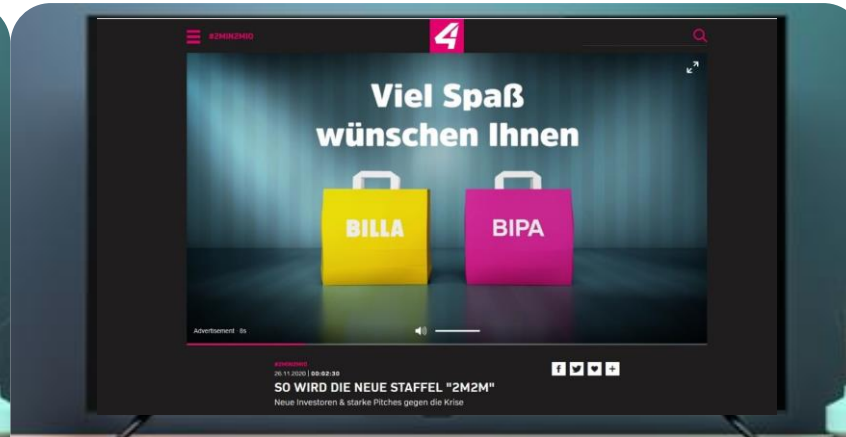 #2MIN2MIO
4
Viel Spaß
wünschen Ihnen
BILLA
BIPA
Advertisement · 8s
#2MIN2MIO
26.11.2020 | 00:02:30
SO WIRD DIE NEUE STAFFEL "2M2M"
Neue Investoren & starke Pitches gegen die Krise